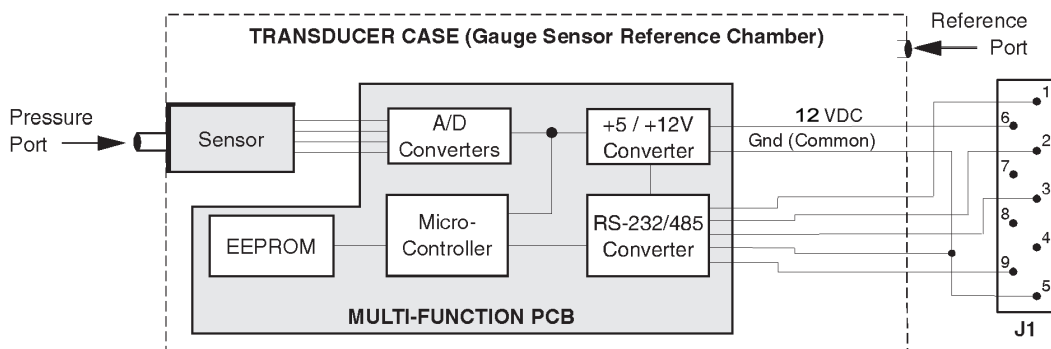 Reference
Port
TRANSDUCER CASE (Gauge Sensor Reference Chamber)
Pressure
Port
Sensor
A/D
Converters
+5 / +12V
Converter
12 VDC
Gnd (Common)
EEPROM
Micro-
Controller
RS-232/485
Converter
MULTI-FUNCTION PCB
1
6
2
7
3
8
4
9
5
J1